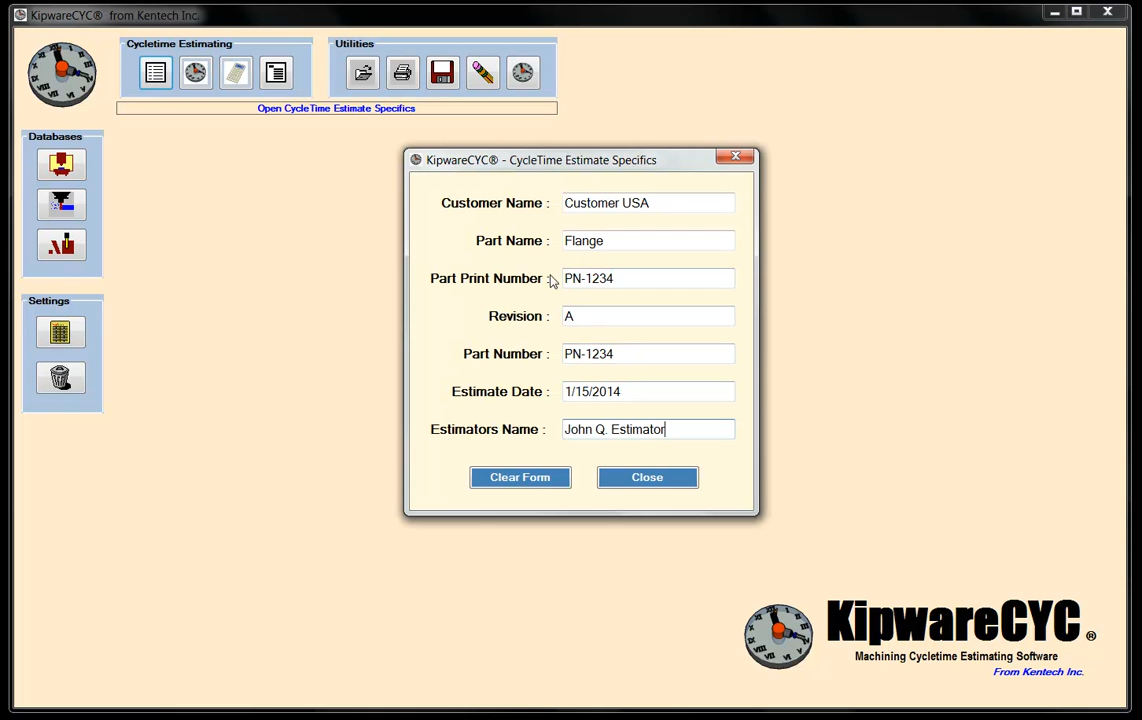 KipwareCYC® from Kentech Inc.
Cycletime Estimating
Utilities
Open CycleTime Estimate Specifics
Databases
Settings
KipwareCYC® - CycleTime Estimate Specifics
Customer Name : Customer USA
Part Name : Flange
Part Print Number : PN-1234
Revision : A
Part Number : PN-1234
Estimate Date : 1/15/2014
Estimators Name : John Q. Estimator
Clear Form Close
KipwareCYC®
Machining Cycletime Estimating Software
From Kentech Inc.